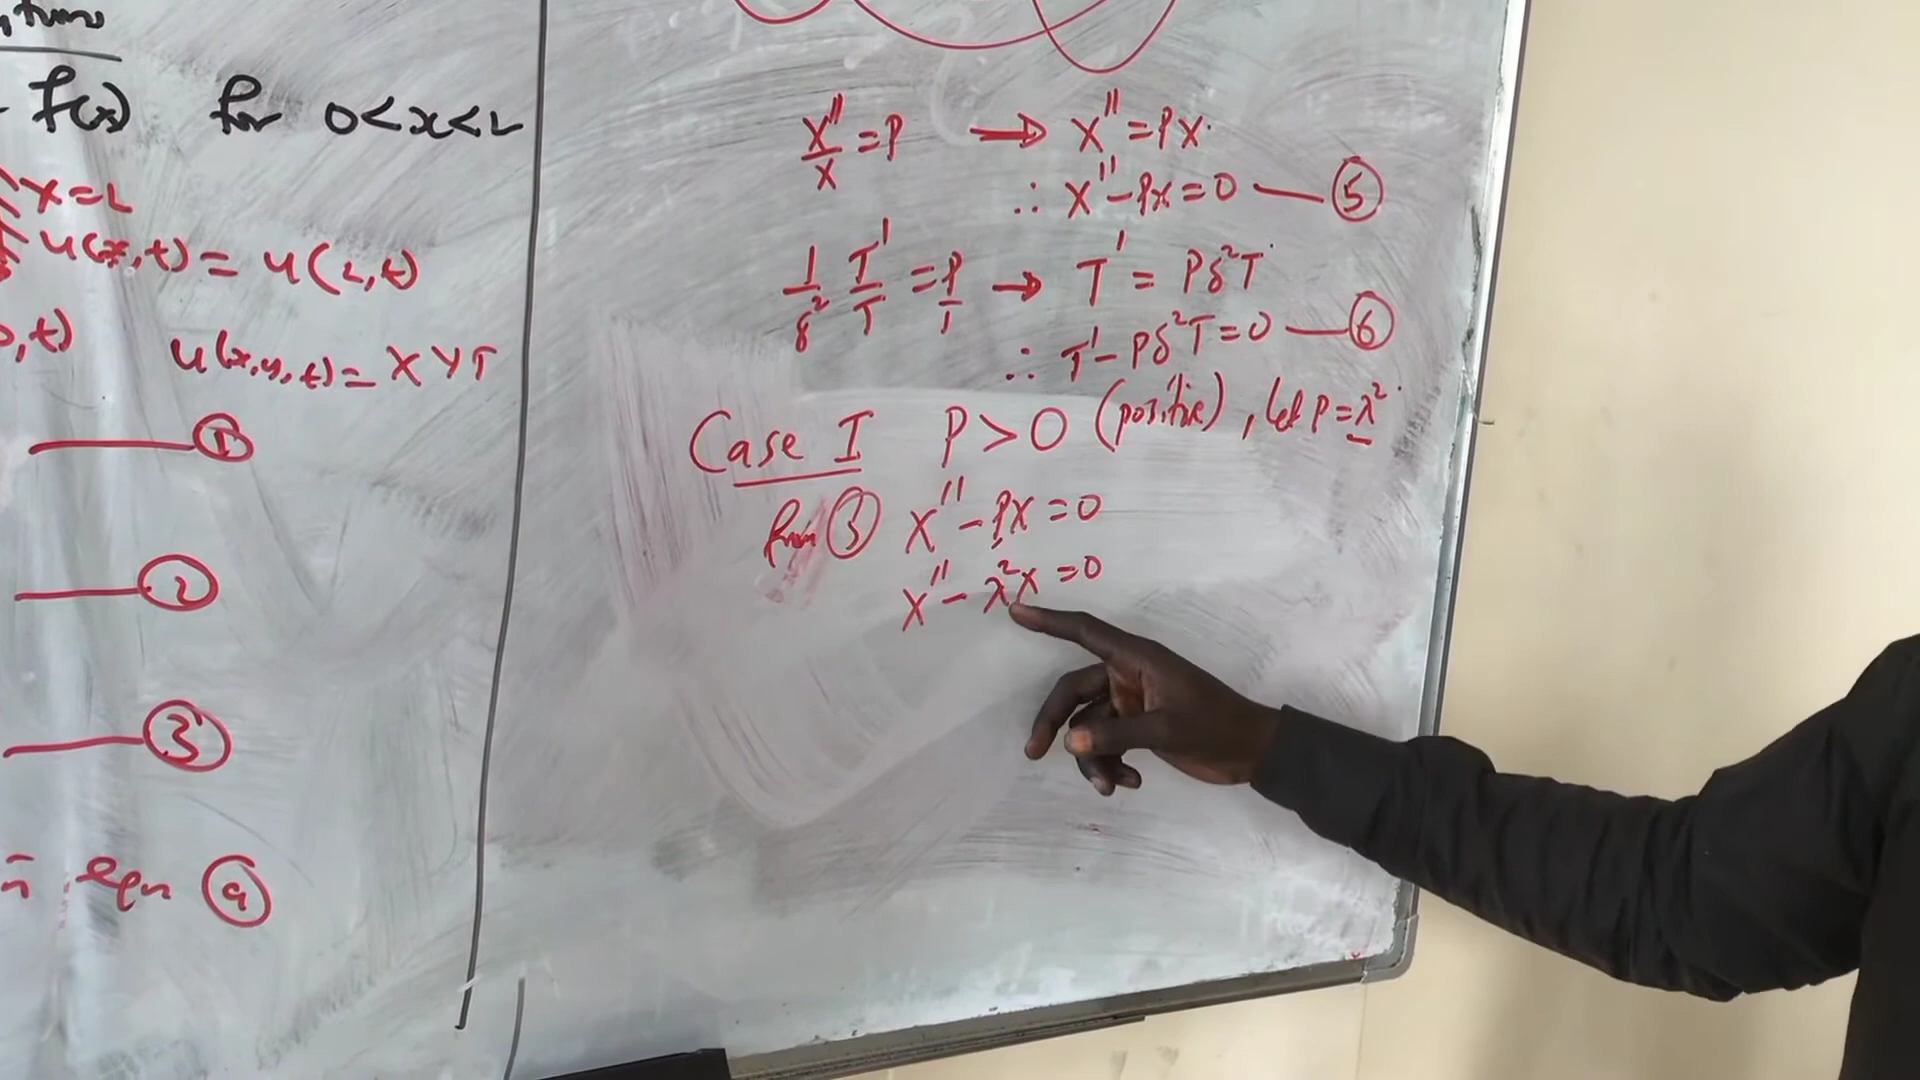 f(x) for 0<x<L
x=L
u(x,t) = u(L,t)
,t)
u(x,y,t) = XYT
①
②
③
eqn ④
X''/X = P → X'' = PX
∴ X'' - PX = 0 — ⑤
1/δ² T'/T = P/1 → T' = Pδ²T
∴ T' - Pδ²T = 0 — ⑥
Case I P > 0 (positive), let P = λ²
from ⑤ X'' - PX = 0
X'' - λ²X = 0